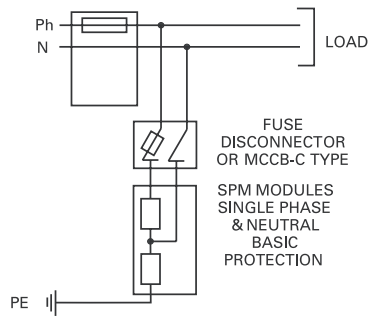 Ph
N
LOAD
FUSE
DISCONNECTOR
OR MCCB-C TYPE
SPM MODULES
SINGLE PHASE
& NEUTRAL
BASIC
PROTECTION
PE